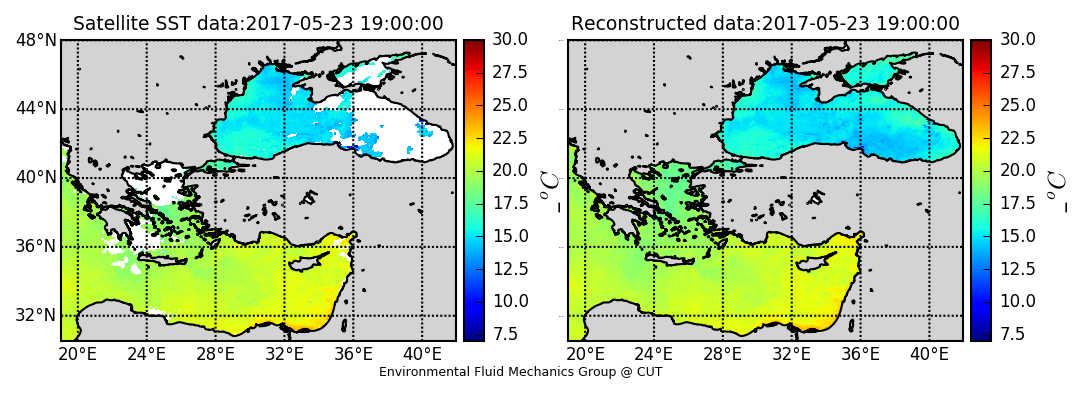 Satellite SST data:2017-05-23 19:00:00
Reconstructed data:2017-05-23 19:00:00
48°N
44°N
40°N
36°N
32°N
20°E 24°E 28°E 32°E 36°E 40°E
30.0
27.5
25.0
22.5
20.0
17.5
15.0
12.5
10.0
7.5
_ °C
20°E 24°E 28°E 32°E 36°E 40°E
30.0
27.5
25.0
22.5
20.0
17.5
15.0
12.5
10.0
7.5
_ °C
Environmental Fluid Mechanics Group @ CUT